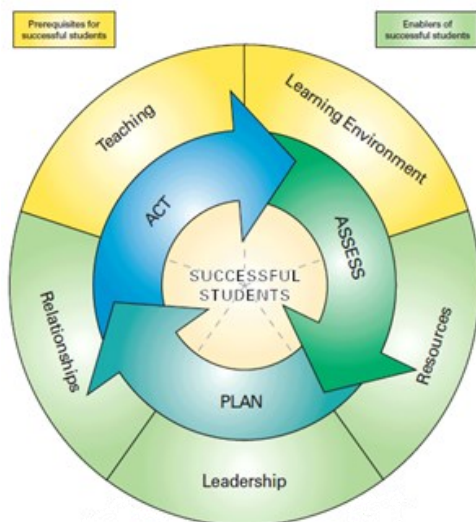 Prerequisites for
successful students
Enablers of
successful students
Teaching
Learning Environment
ACT
ASSESS
SUCCESSFUL
STUDENTS
Relationships
Resources
PLAN
Leadership